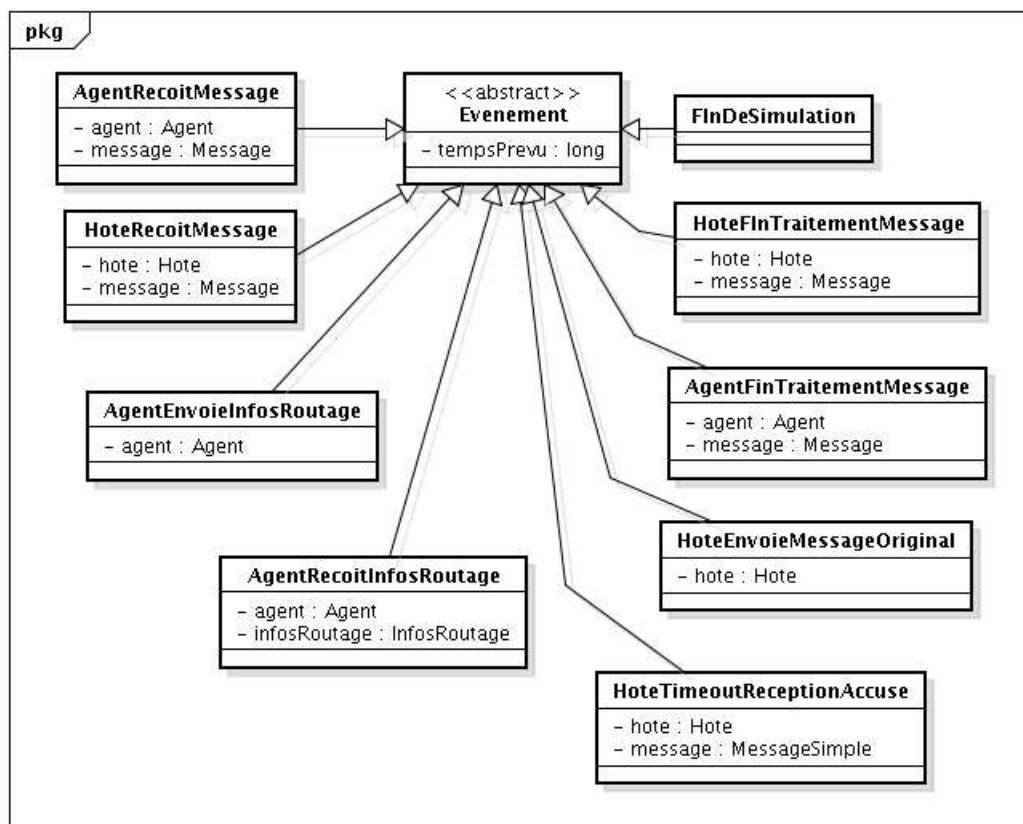 pkg
AgentRecoitMessage
- agent : Agent
- message : Message
<<abstract>>
Evenement
- tempsPrevu : long
FInDeSimulation
HoteRecoitMessage
- hote : Hote
- message : Message
HoteFInTraitementMessage
- hote : Hote
- message : Message
AgentEnvoieInfosRoutage
- agent : Agent
AgentFinTraitementMessage
- agent : Agent
- message : Message
HoteEnvoieMessageOriginal
- hote : Hote
AgentRecoitInfosRoutage
- agent : Agent
- infosRoutage : InfosRoutage
HoteTimeoutReceptionAccuse
- hote : Hote
- message : MessageSimple